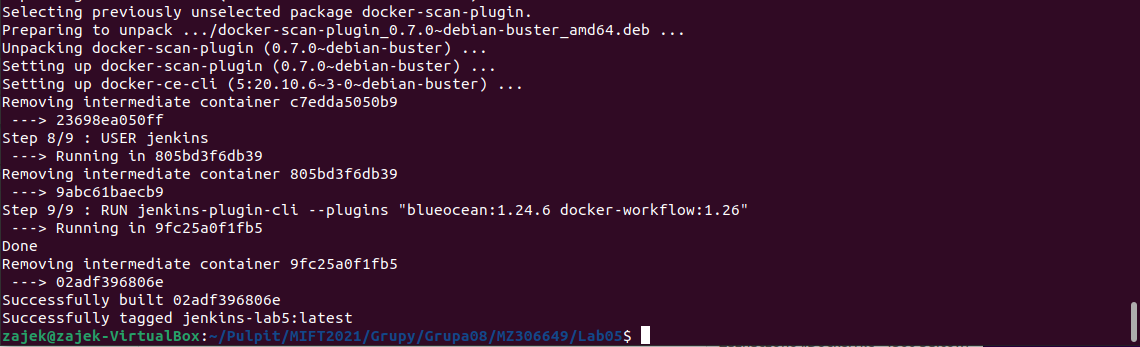 Selecting previously unselected package docker-scan-plugin.
Preparing to unpack .../docker-scan-plugin_0.7.0~debian-buster_amd64.deb ...
Unpacking docker-scan-plugin (0.7.0~debian-buster) ...
Setting up docker-scan-plugin (0.7.0~debian-buster) ...
Setting up docker-ce-cli (5:20.10.6~3-0~debian-buster) ...
Removing intermediate container c7edda5050b9
 ---> 23698ea050ff
Step 8/9 : USER jenkins
 ---> Running in 805bd3f6db39
Removing intermediate container 805bd3f6db39
 ---> 9abc61baecb9
Step 9/9 : RUN jenkins-plugin-cli --plugins "blueocean:1.24.6 docker-workflow:1.26"
 ---> Running in 9fc25a0f1fb5
Done
Removing intermediate container 9fc25a0f1fb5
 ---> 02adf396806e
Successfully built 02adf396806e
Successfully tagged jenkins-lab5:latest
zajek@zajek-VirtualBox:~/Pulpit/MIFT2021/Grupy/Grupa08/MZ306649/Lab05$